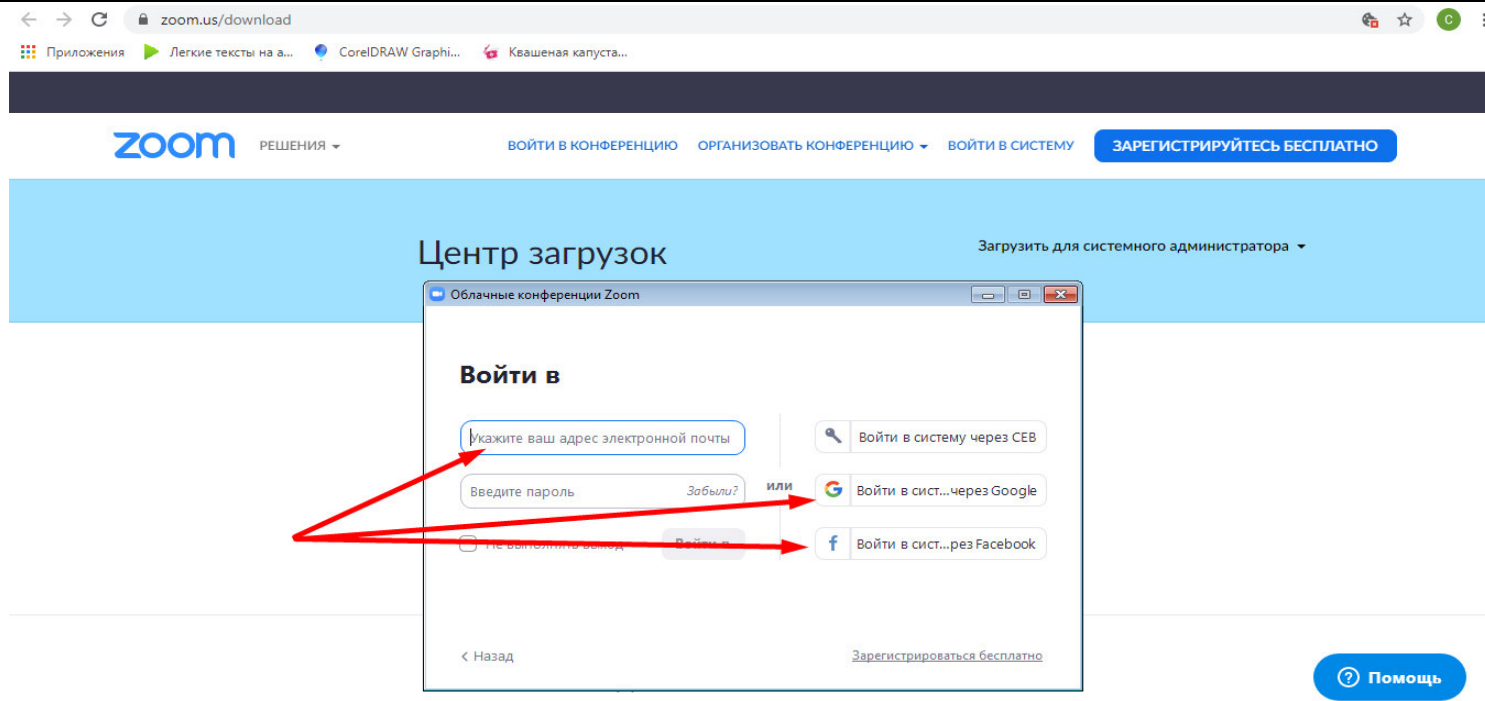 zoom.us/download
C
Приложения Легкие тексты на а... CorelDRAW Graphi... Квашеная капуста...
zoom РЕШЕНИЯ ВОЙТИ В КОНФЕРЕНЦИЮ ОРГАНИЗОВАТЬ КОНФЕРЕНЦИЮ ВОЙТИ В СИСТЕМУ ЗАРЕГИСТРИРУЙТЕСЬ БЕСПЛАТНО
Центр загрузок
Загрузить для системного администратора
Облачные конференции Zoom
Войти в
Укажите ваш адрес электронной почты
Введите пароль Забыли?
Не выполнять выход Войти в
или
Войти в систему через СЕВ
Войти в сист...через Google
Войти в сист...рез Facebook
< Назад
Зарегистрироваться бесплатно
Помощь